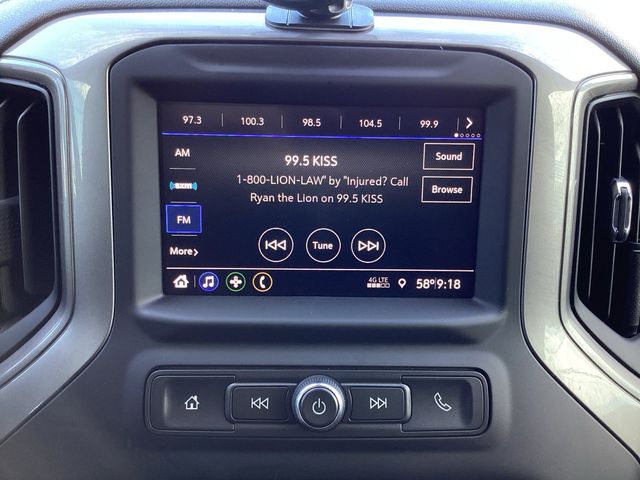 97.3 100.3 98.5 104.5 99.9
AM
99.5 KISS
Sound
sxm
1-800-LION-LAW" by "Injured? Call
Browse
Ryan the Lion on 99.5 KISS
FM
Tune
More
4G LTE
58° 9:18